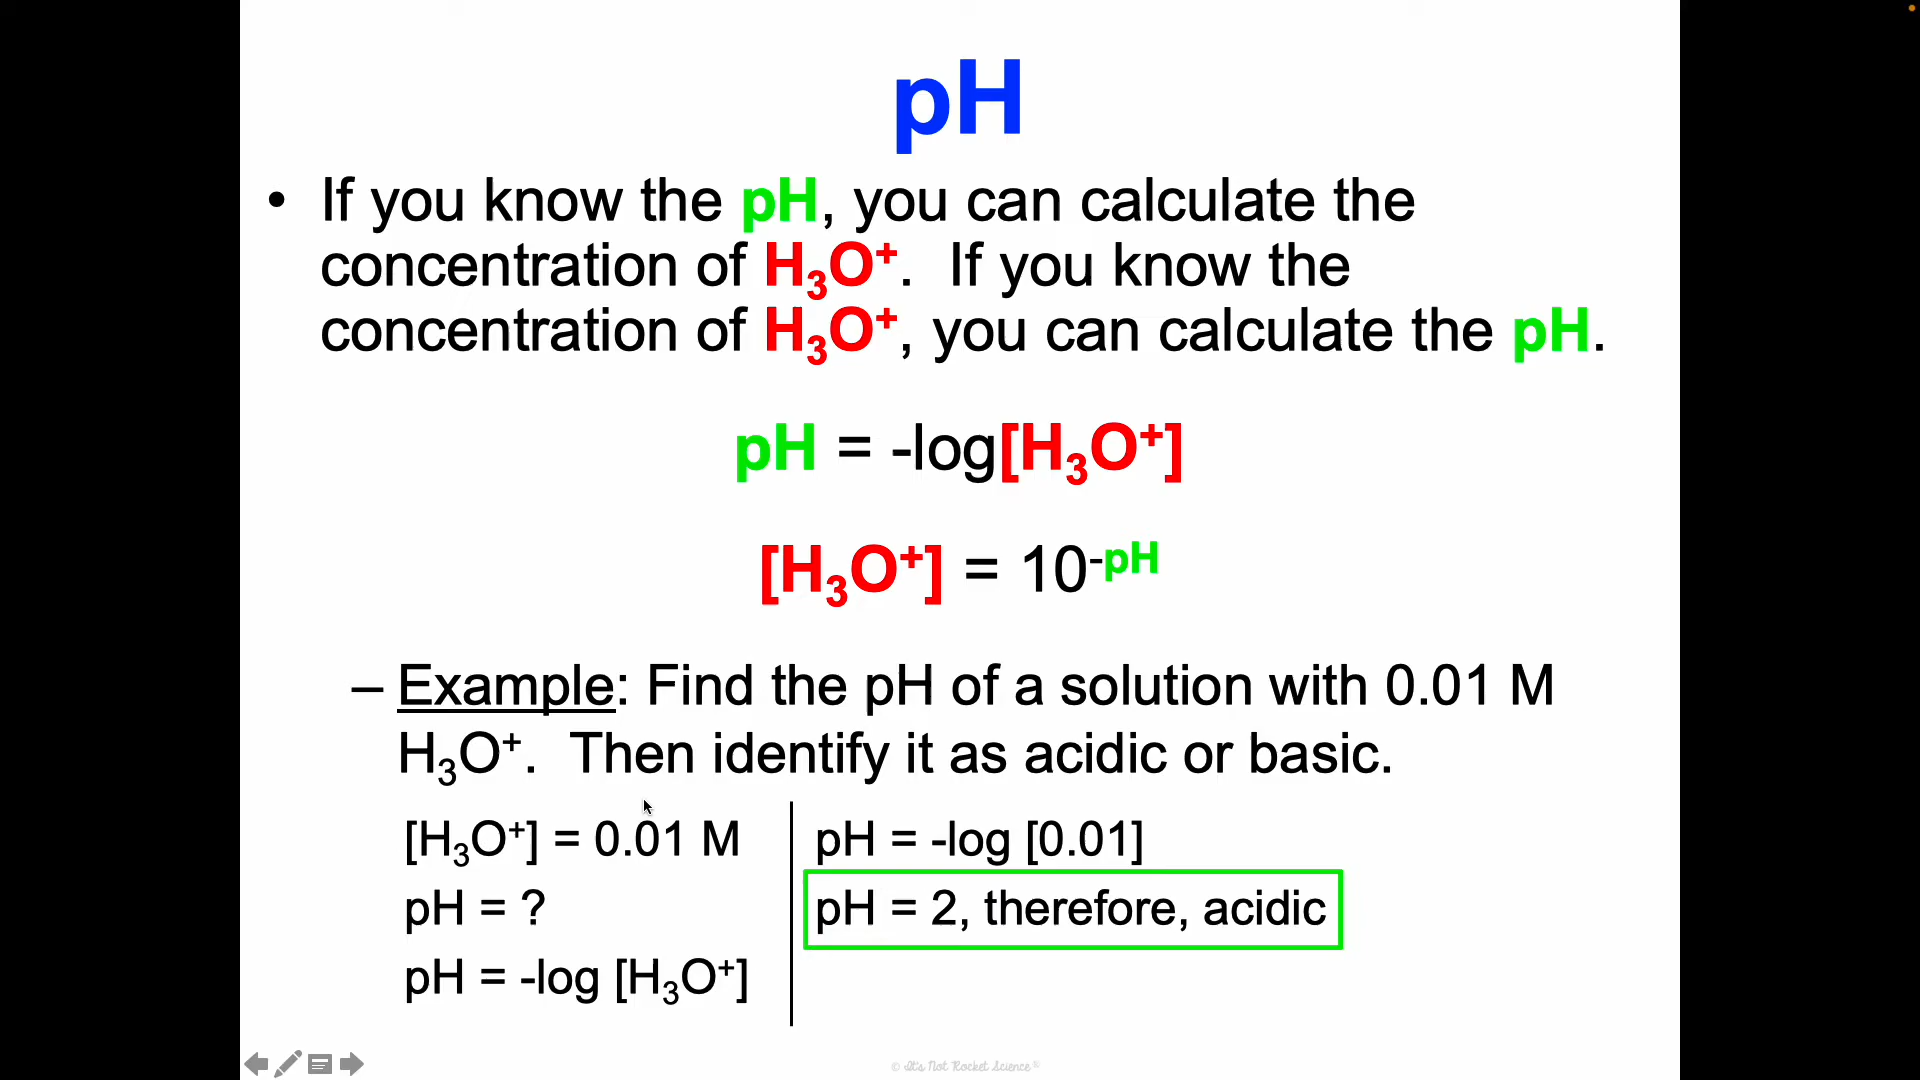 pH
• If you know the pH, you can calculate the
concentration of H₃O⁺.  If you know the
concentration of H₃O⁺, you can calculate the pH.
pH = -log[H₃O⁺]
[H₃O⁺] = 10⁻ᵖᴴ
– Example: Find the pH of a solution with 0.01 M
H₃O⁺.  Then identify it as acidic or basic.
[H₃O⁺] = 0.01 M
pH = ?
pH = -log [H₃O⁺]
pH = -log [0.01]
pH = 2, therefore, acidic
© It's Not Rocket Science®